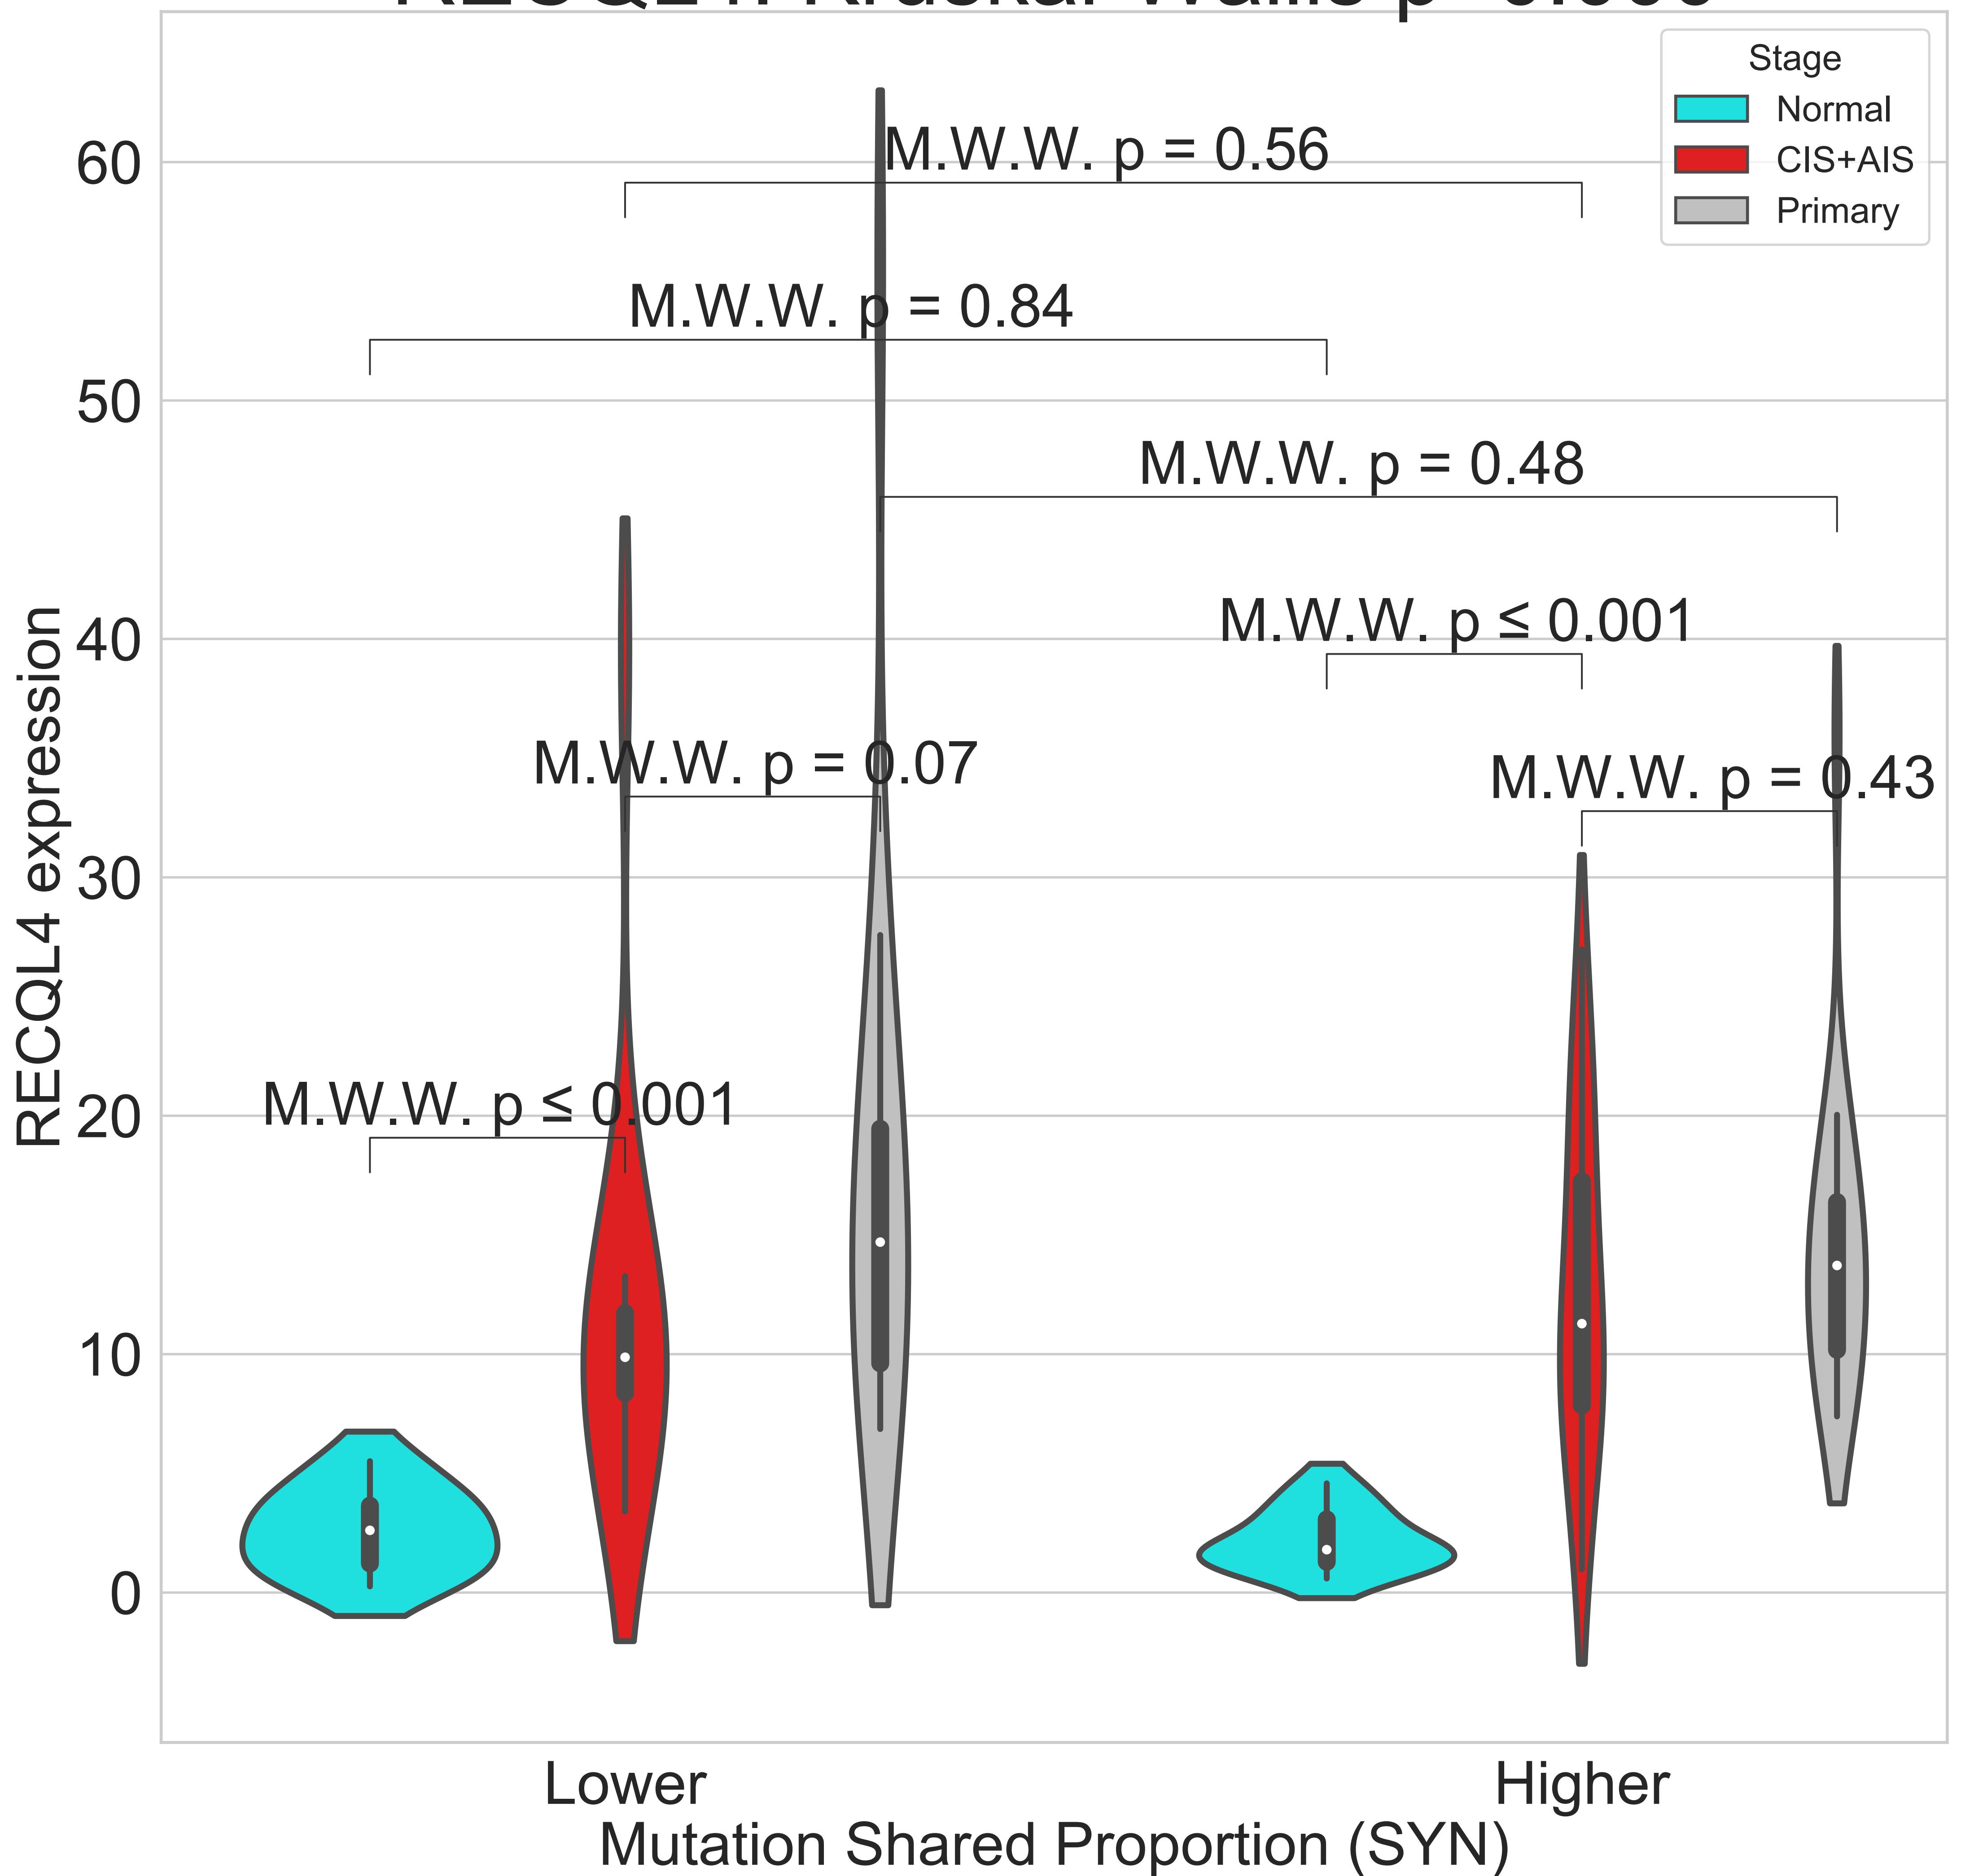 Stage
Normal
CIS+AIS
Primary
M.W.W. p = 0.56
M.W.W. p = 0.84
M.W.W. p = 0.48
M.W.W. p ≤ 0.001
M.W.W. p = 0.07
M.W.W. p = 0.43
M.W.W. p ≤ 0.001
60
50
40
30
20
10
0
RECQL4 expression
Lower
Higher
Mutation Shared Proportion (SYN)